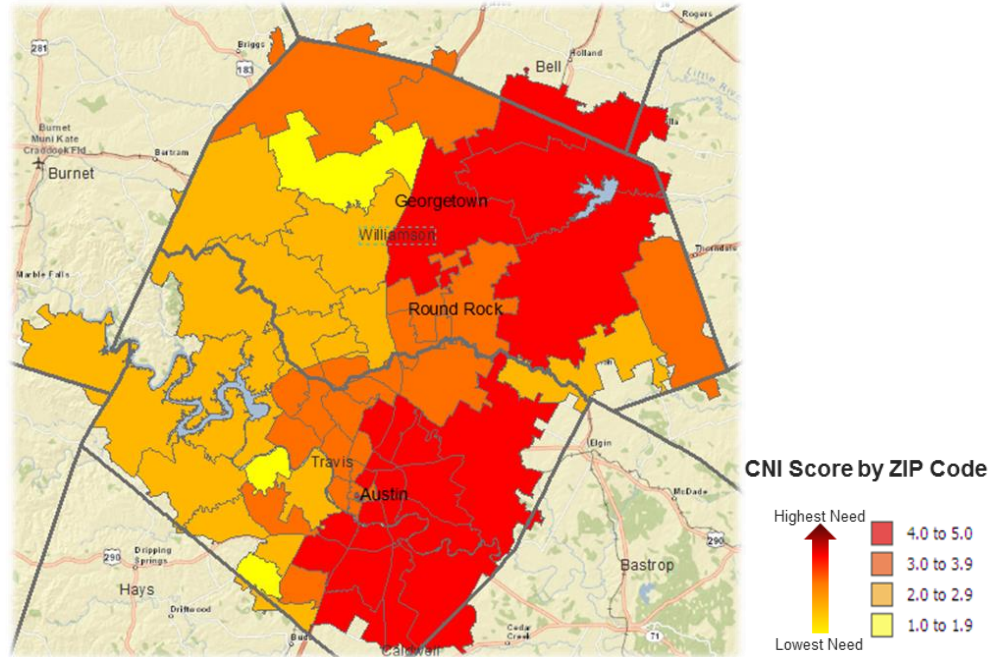 Rogers
281
Briggs
183
Holland
Bell
Little Riv
lla
Burnet
Muni Kate
Craddock Fld
Bertram
Burnet
Georgetown
Williamson
Thorndale
Marble Falls
Round Rock
Elgin
Travis
CNI Score by ZIP Code
Austin
McDade
Highest Need
4.0 to 5.0
3.0 to 3.9
2.0 to 2.9
1.0 to 1.9
Lowest Need
290
290
Dripping
Springs
Bastrop
Hays
Driftwood
Bud
Cedar
Creek
71
Caldwell